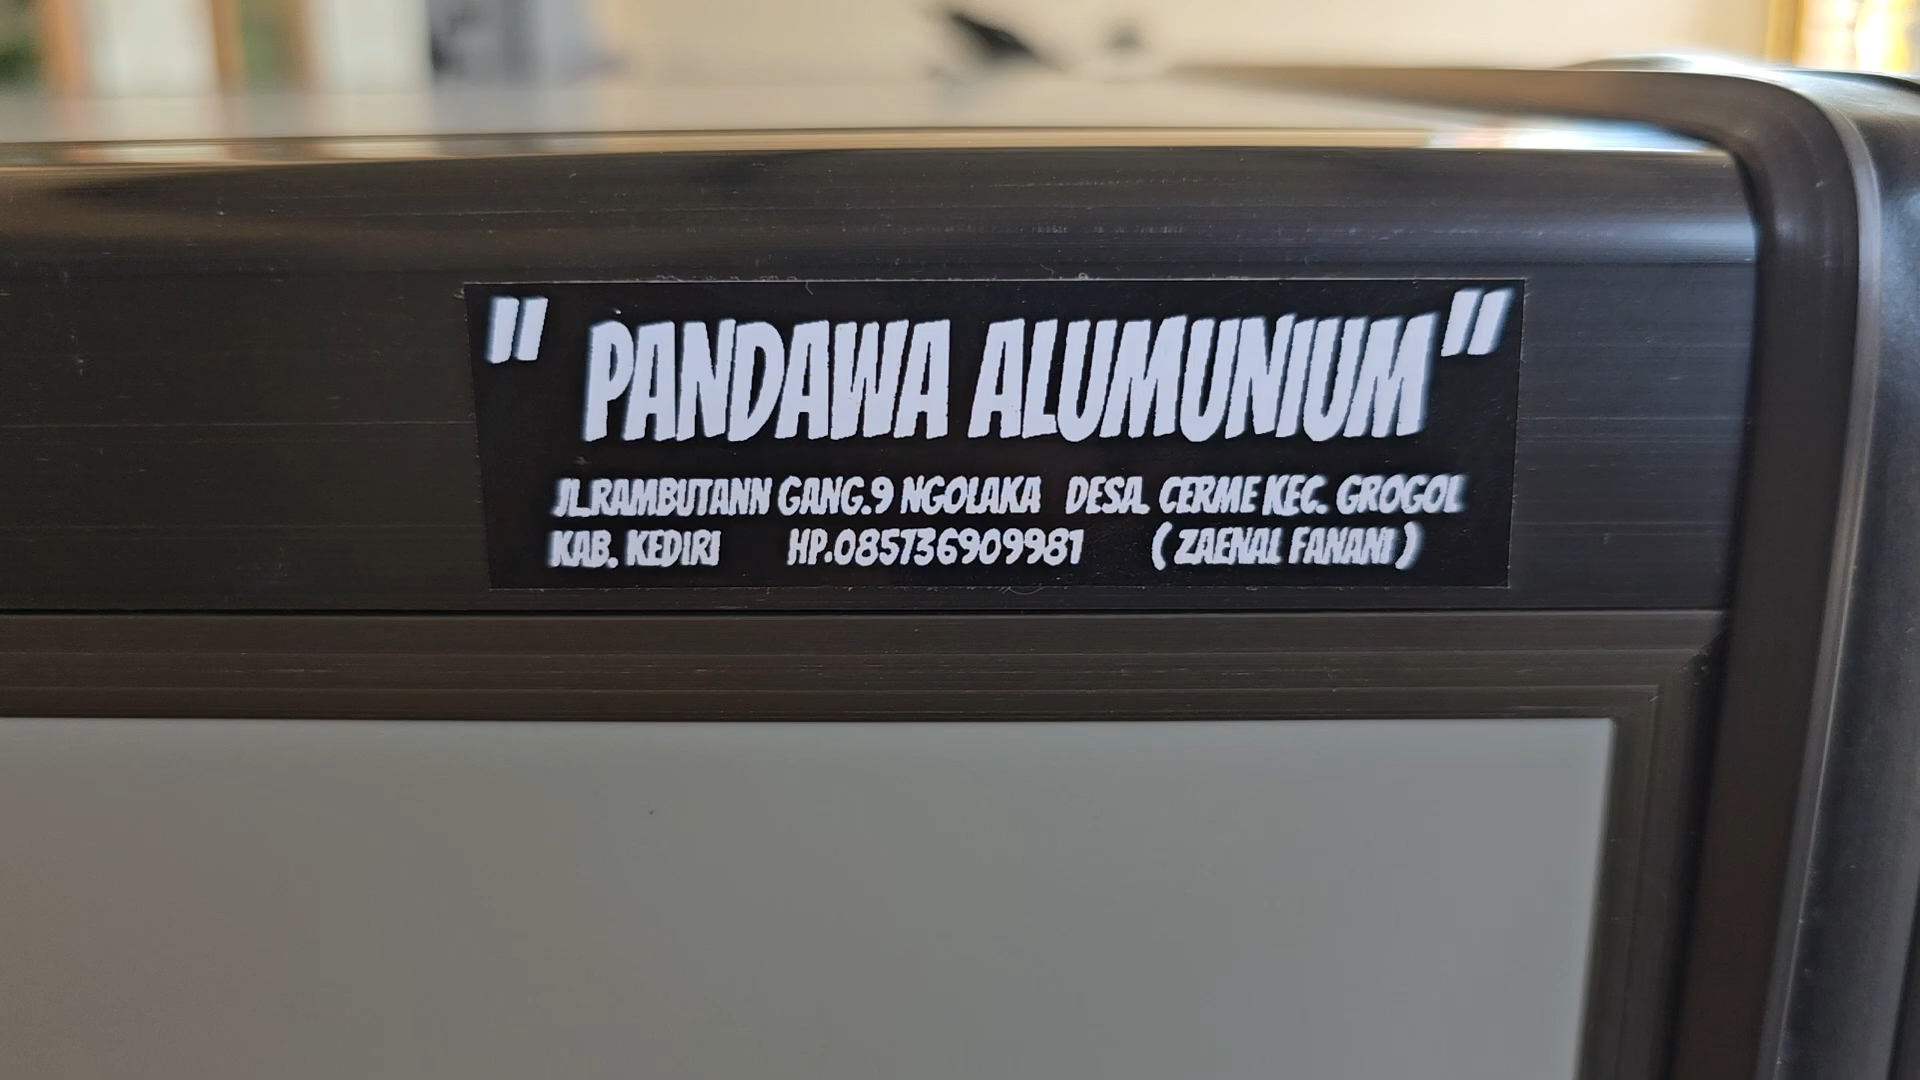 " PANDAWA ALUMUNIUM "
JL.RAMBUTANN GANG.9 NGOLAKA DESA. CERME KEC. GROGOL
KAB. KEDIRI HP.085736909981 ( ZAENAL FANANI )